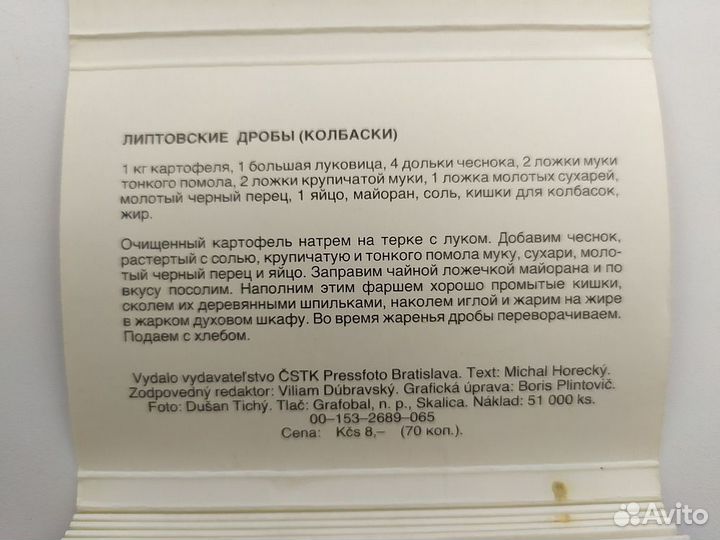 ЛИПТОВСКИЕ ДРОБЫ (КОЛБАСКИ)
1 кг картофеля, 1 большая луковица, 4 дольки чеснока, 2 ложки муки
тонкого помола, 2 ложки крупичатой муки, 1 ложка молотых сухарей,
молотый черный перец, 1 яйцо, майоран, соль, кишки для колбасок,
жир.
Очищенный картофель натрем на терке с луком. Добавим чеснок,
растертый с солью, крупичатую и тонкого помола муку, сухари, моло-
тый черный перец и яйцо. Заправим чайной ложечкой майорана и по
вкусу посолим. Наполним этим фаршем хорошо промытые кишки,
сколем их деревянными шпильками, наколем иглой и жарим на жире
в жарком духовом шкафу. Во время жаренья дробы переворачиваем.
Подаем с хлебом.
Vydalo vydavateľstvo ČSTK Pressfoto Bratislava. Text: Michal Horecký.
Zodpovedný redaktor: Viliam Dúbravský. Grafická úprava: Boris Plintovič.
Foto: Dušan Tichý. Tlač: Grafobal, n. p., Skalica. Náklad: 51 000 ks.
00–153–2689–065
Cena: Kčs 8,– (70 коп.).
Avito